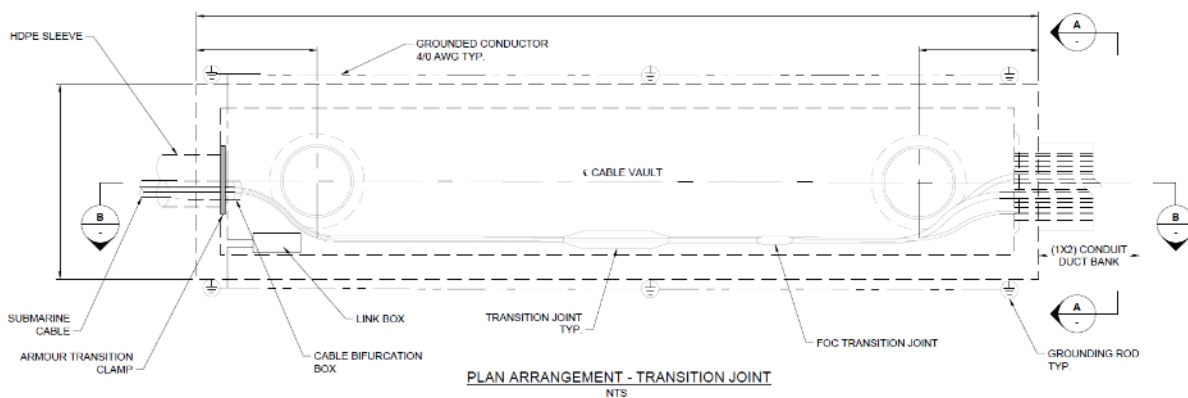 HDPE SLEEVE
GROUNDED CONDUCTOR
4/0 AWG TYP.
A
-
℄ CABLE VAULT
B
-
B
-
(1X2) CONDUIT
DUCT BANK
SUBMARINE
CABLE
LINK BOX
TRANSITION JOINT
TYP.
FOC TRANSITION JOINT
A
-
ARMOUR TRANSITION
CLAMP
CABLE BIFURCATION
BOX
GROUNDING ROD
TYP.
PLAN ARRANGEMENT - TRANSITION JOINT
NTS